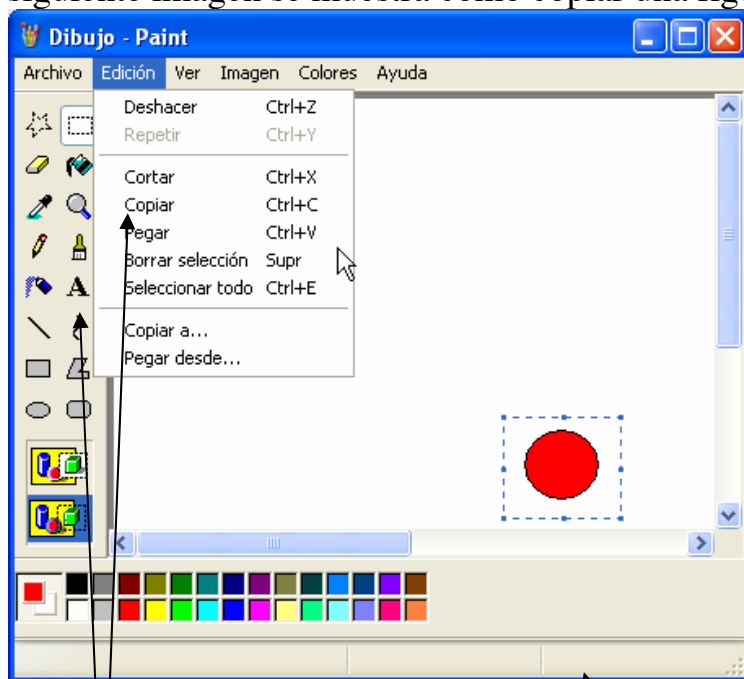 Dibujo - Paint
Archivo Edición Ver Imagen Colores Ayuda
Deshacer Ctrl+Z
Repetir Ctrl+Y
Cortar Ctrl+X
Copiar Ctrl+C
Pegar Ctrl+V
Borrar selección Supr
Seleccionar todo Ctrl+E
Copiar a...
Pegar desde...
A